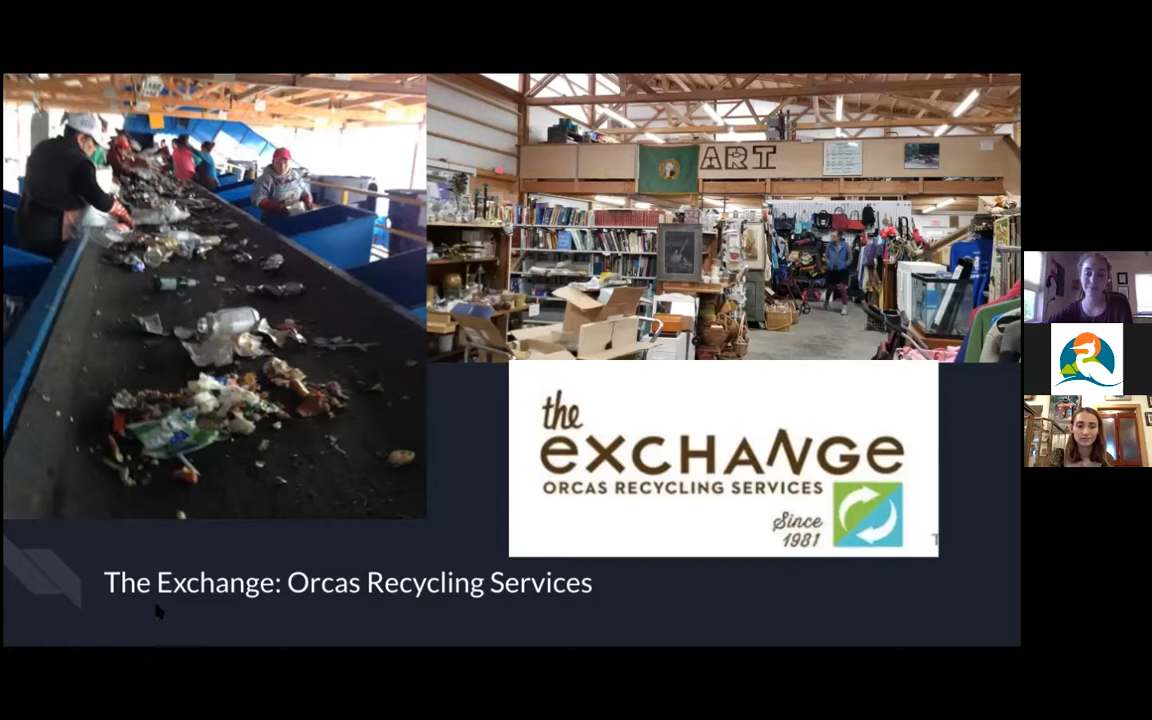 ART
the
exchange
ORCAS RECYCLING SERVICES
Since
1981
The Exchange: Orcas Recycling Services